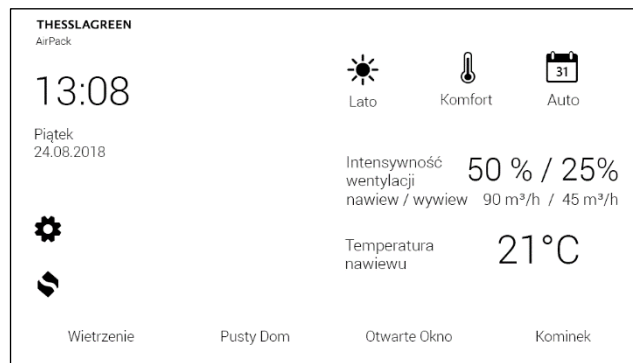 THESSLAGREEN
AirPack
13:08
Piątek
24.08.2018
31
Lato
Komfort
Auto
Intensywność
wentylacji
nawiew / wywiew
50 % / 25%
90 m³/h / 45 m³/h
Temperatura
nawiewu
21°C
Wietrzenie
Pusty Dom
Otwarte Okno
Kominek